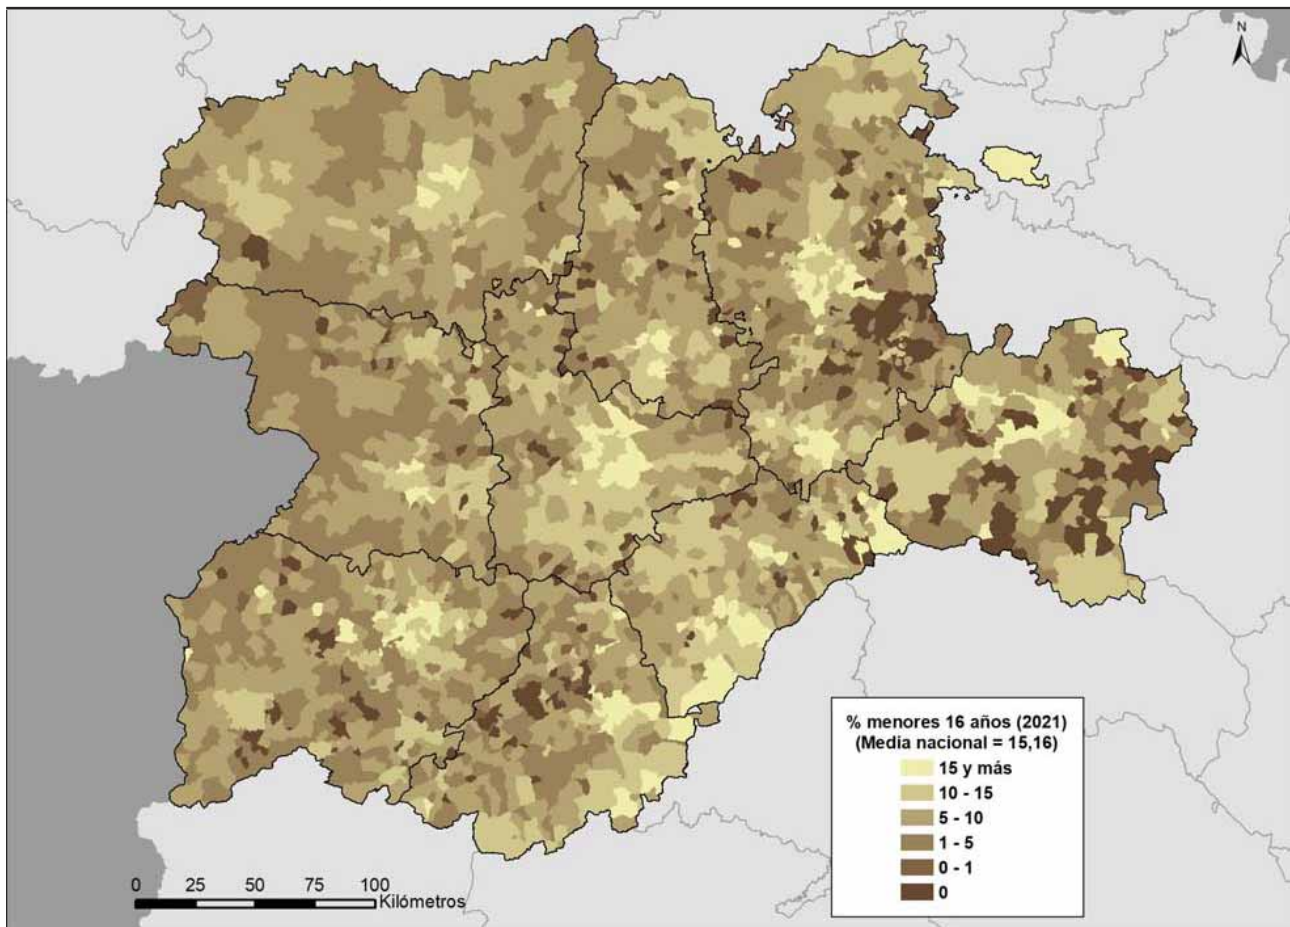 N
% menores 16 años (2021)
(Media nacional = 15,16)
15 y más
10 - 15
5 - 10
1 - 5
0 - 1
0
0 25 50 75 100
Kilómetros